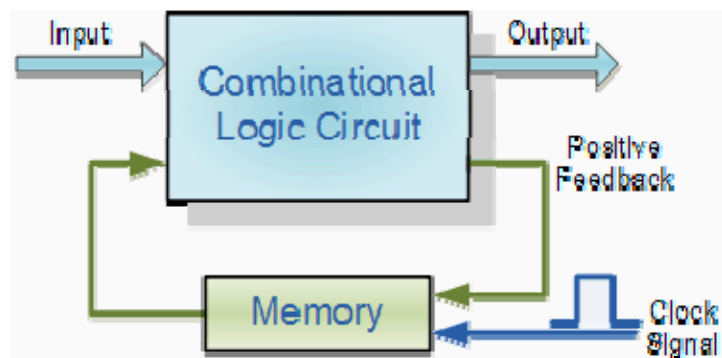 Input
Output
Combinational
Logic Circuit
Positive
Feedback
Memory
Clock
Signal